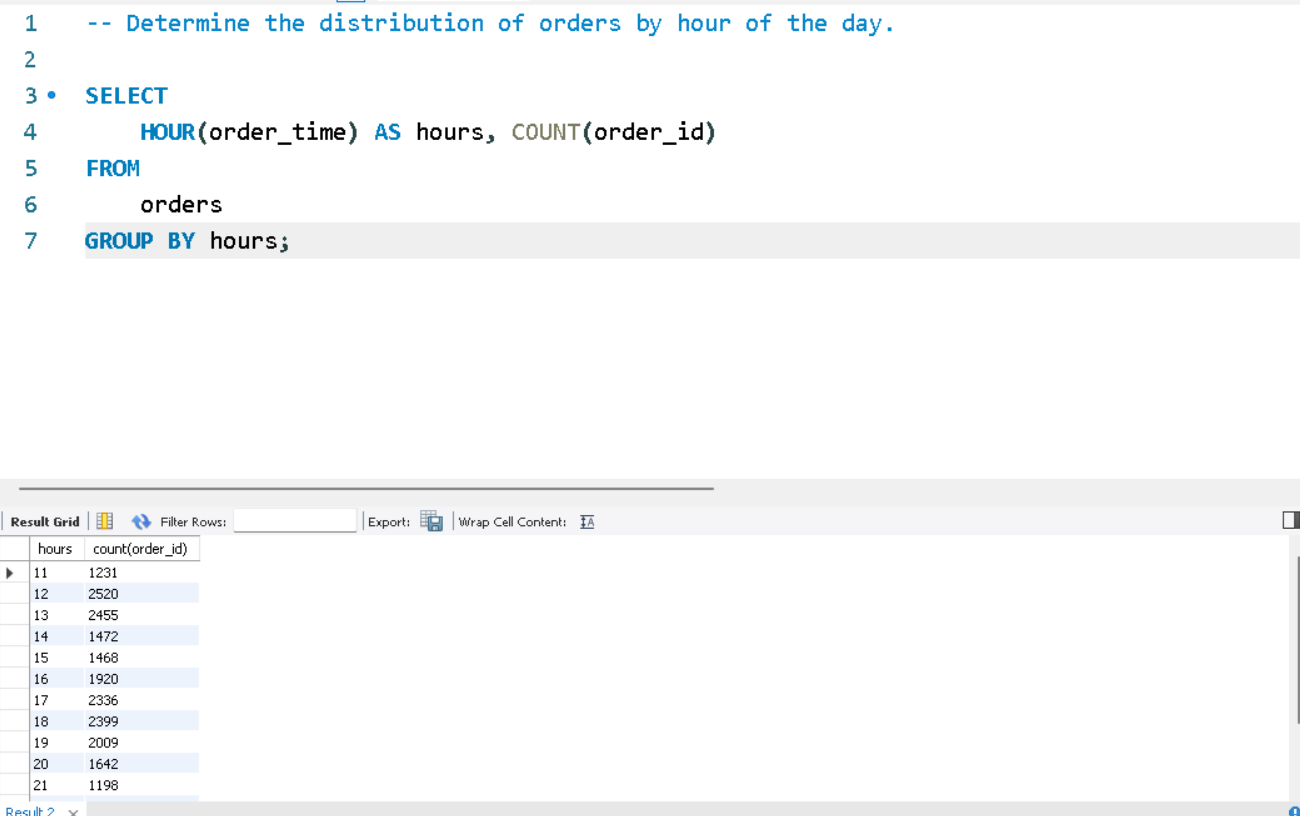 1 -- Determine the distribution of orders by hour of the day.
2
3 SELECT
4 HOUR(order_time) AS hours, COUNT(order_id)
5 FROM
6 orders
7 GROUP BY hours;
Result Grid Filter Rows: Export: Wrap Cell Content: IA
hours count(order_id)
11 1231
12 2520
13 2455
14 1472
15 1468
16 1920
17 2336
18 2399
19 2009
20 1642
21 1198
Result 2 ×